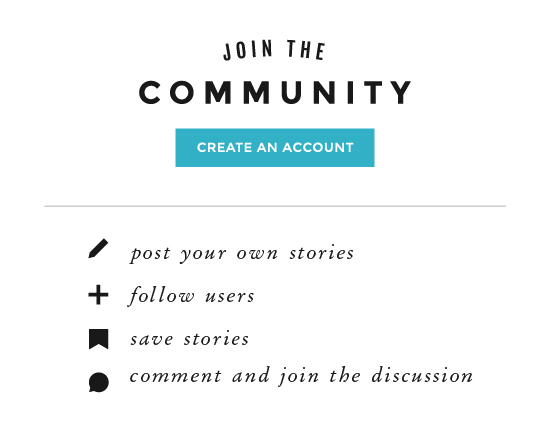 JOIN THE
COMMUNITY
CREATE AN ACCOUNT
post your own stories
follow users
save stories
comment and join the discussion